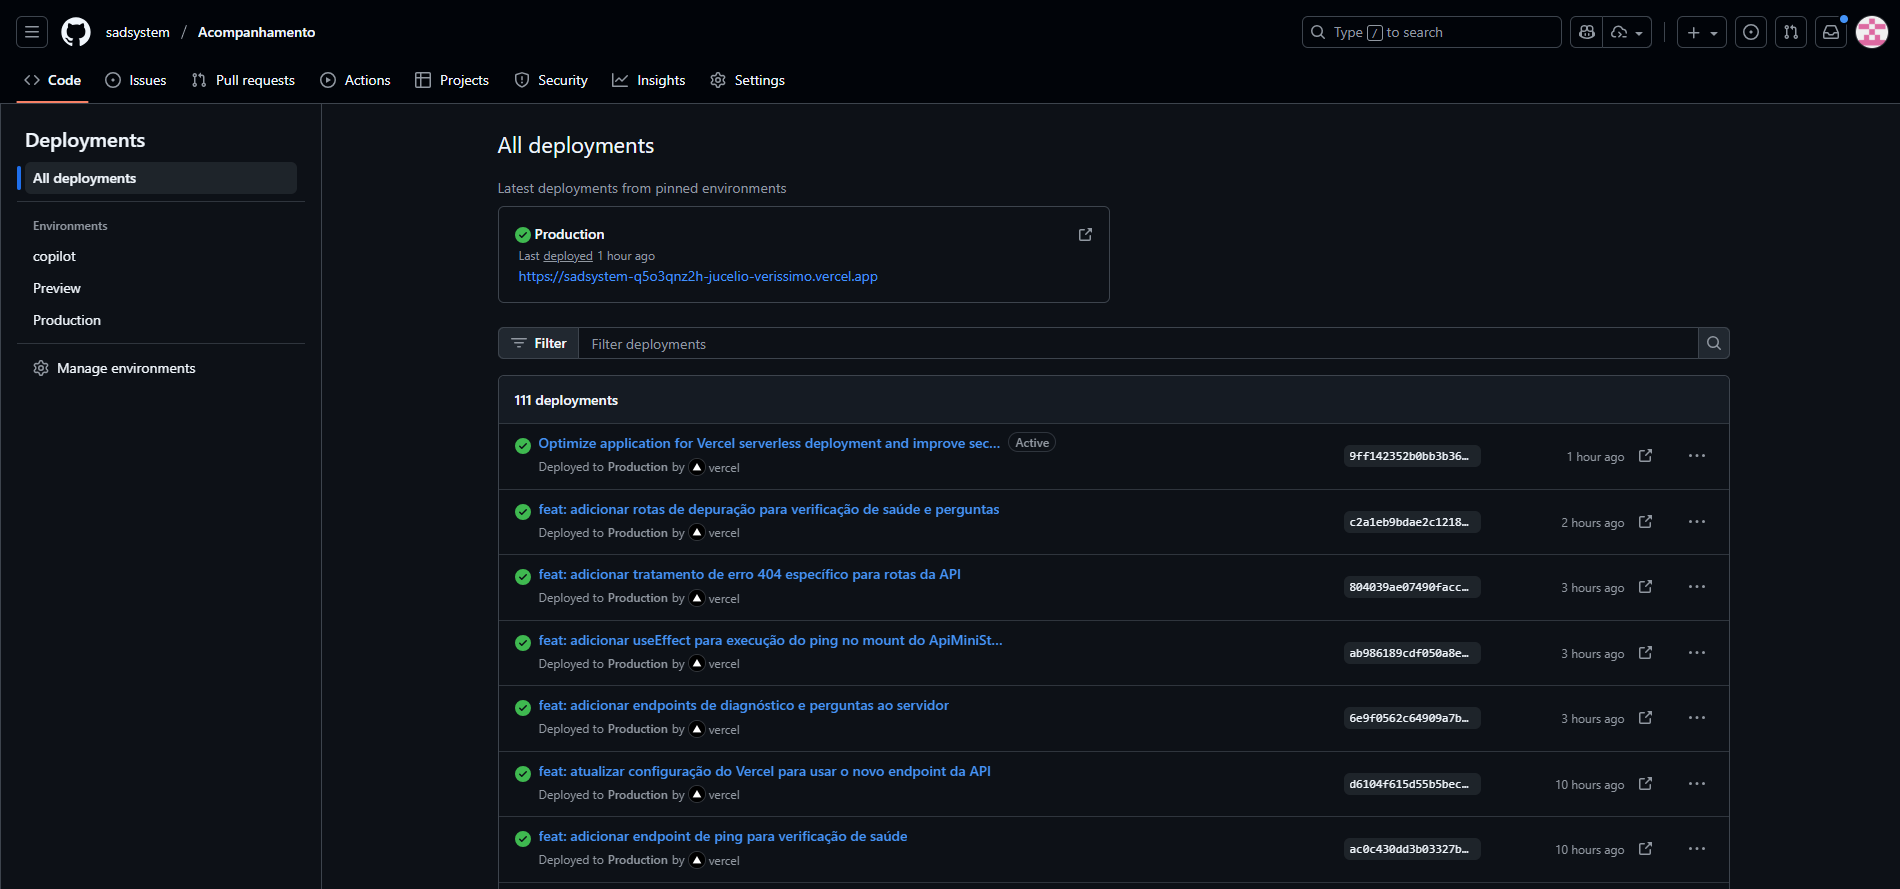 sadsystem / Acompanhamento
Type / to search
Code
Issues
Pull requests
Actions
Projects
Security
Insights
Settings
Deployments
All deployments
Environments
copilot
Preview
Production
Manage environments
All deployments
Latest deployments from pinned environments
Production
Last deployed 1 hour ago
https://sadsystem-q5o3qnz2h-jucelio-verissimo.vercel.app
Filter
Filter deployments
111 deployments
Optimize application for Vercel serverless deployment and improve sec... Active
Deployed to Production by vercel
9ff142352b0bb3b36...
1 hour ago
feat: adicionar rotas de depuração para verificação de saúde e perguntas
Deployed to Production by vercel
c2a1eb9bdae2c1218...
2 hours ago
feat: adicionar tratamento de erro 404 específico para rotas da API
Deployed to Production by vercel
804039ae07490facc...
3 hours ago
feat: adicionar useEffect para execução do ping no mount do ApiMiniSt...
Deployed to Production by vercel
ab986189cdf050a8e...
3 hours ago
feat: adicionar endpoints de diagnóstico e perguntas ao servidor
Deployed to Production by vercel
6e9f0562c64909a7b...
3 hours ago
feat: atualizar configuração do Vercel para usar o novo endpoint da API
Deployed to Production by vercel
d6104f615d55b5bec...
10 hours ago
feat: adicionar endpoint de ping para verificação de saúde
Deployed to Production by vercel
ac0c430dd3b03327b...
10 hours ago